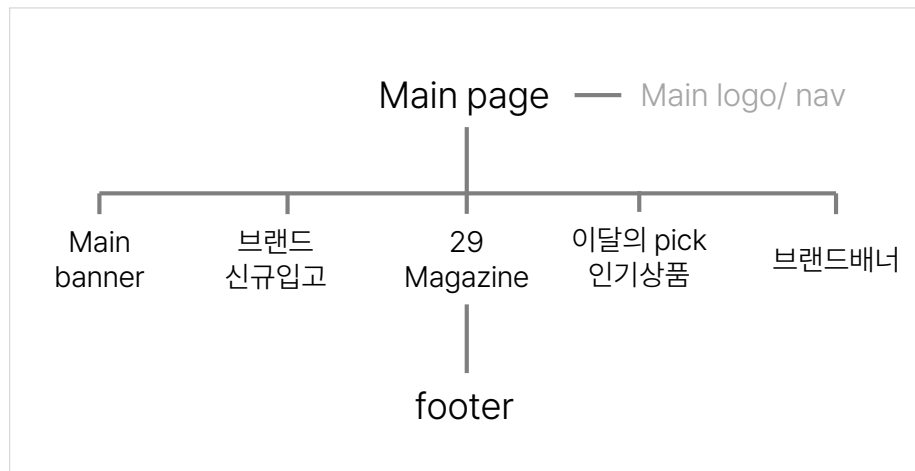 Main page
Main logo/ nav
Main
banner
브랜드
신규입고
29
Magazine
이달의 pick
인기상품
브랜드배너
footer